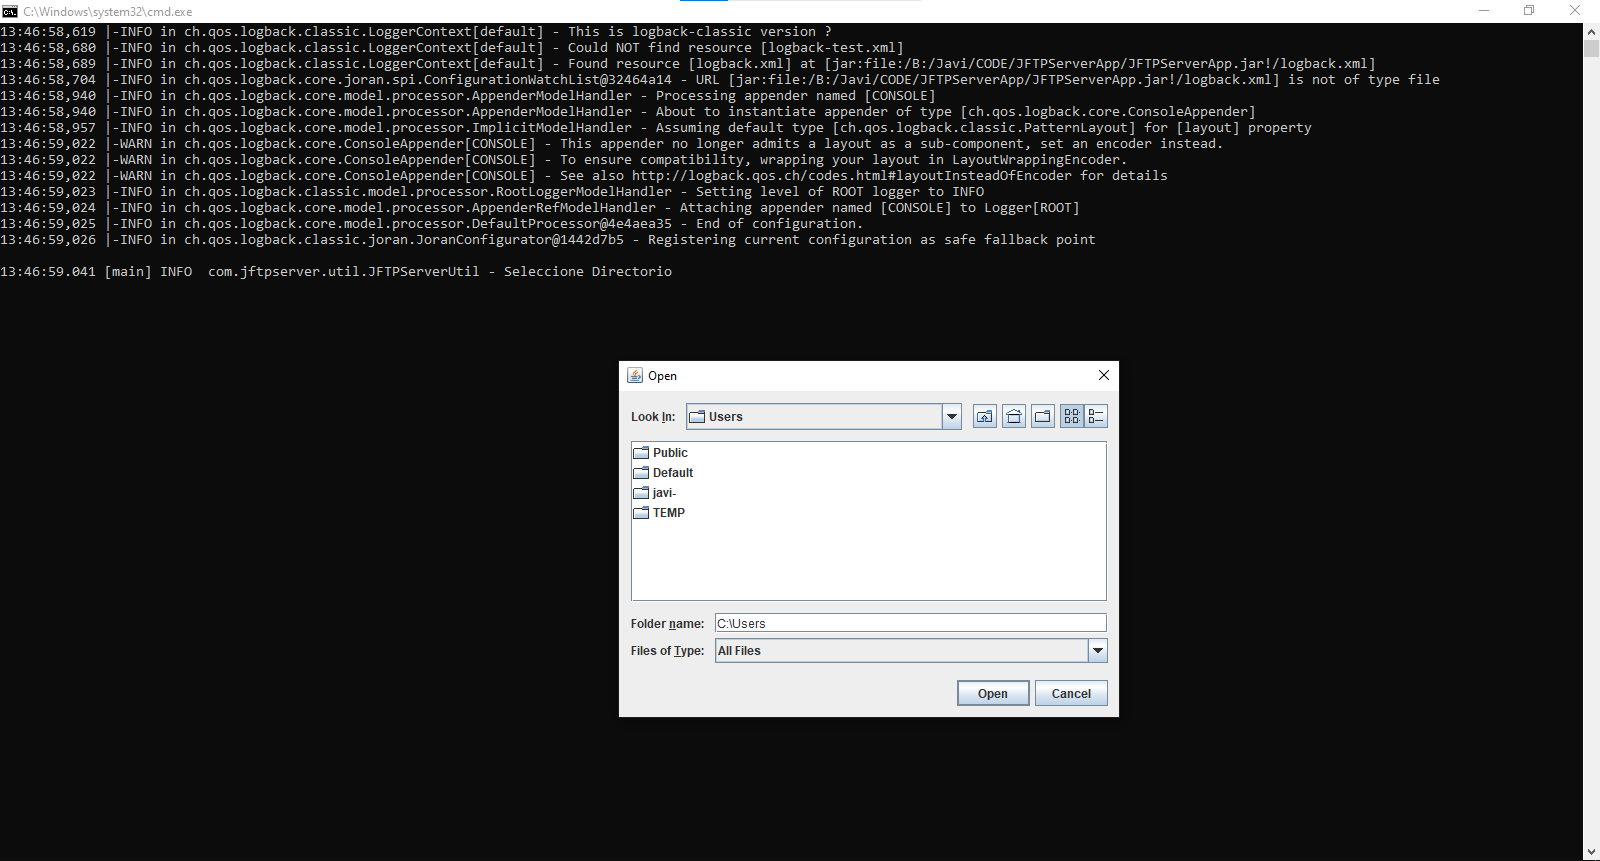 C:\Windows\system32\cmd.exe
13:46:58,619 |-INFO in ch.qos.logback.classic.LoggerContext[default] - This is logback-classic version ?
13:46:58,680 |-INFO in ch.qos.logback.classic.LoggerContext[default] - Could NOT find resource [logback-test.xml]
13:46:58,689 |-INFO in ch.qos.logback.classic.LoggerContext[default] - Found resource [logback.xml] at [jar:file:/B:/Javi/CODE/JFTPServerApp/JFTPServerApp.jar!/logback.xml]
13:46:58,704 |-INFO in ch.qos.logback.core.joran.spi.ConfigurationWatchList@32464a14 - URL [jar:file:/B:/Javi/CODE/JFTPServerApp/JFTPServerApp.jar!/logback.xml] is not of type file
13:46:58,940 |-INFO in ch.qos.logback.core.model.processor.AppenderModelHandler - Processing appender named [CONSOLE]
13:46:58,940 |-INFO in ch.qos.logback.core.model.processor.AppenderModelHandler - About to instantiate appender of type [ch.qos.logback.core.ConsoleAppender]
13:46:58,957 |-INFO in ch.qos.logback.core.model.processor.ImplicitModelHandler - Assuming default type [ch.qos.logback.classic.PatternLayout] for [layout] property
13:46:59,022 |-WARN in ch.qos.logback.core.ConsoleAppender[CONSOLE] - This appender no longer admits a layout as a sub-component, set an encoder instead.
13:46:59,022 |-WARN in ch.qos.logback.core.ConsoleAppender[CONSOLE] - To ensure compatibility, wrapping your layout in LayoutWrappingEncoder.
13:46:59,022 |-WARN in ch.qos.logback.core.ConsoleAppender[CONSOLE] - See also http://logback.qos.ch/codes.html#layoutInsteadOfEncoder for details
13:46:59,023 |-INFO in ch.qos.logback.classic.model.processor.RootLoggerModelHandler - Setting level of ROOT logger to INFO
13:46:59,024 |-INFO in ch.qos.logback.core.model.processor.AppenderRefModelHandler - Attaching appender named [CONSOLE] to Logger[ROOT]
13:46:59,025 |-INFO in ch.qos.logback.core.model.processor.DefaultProcessor@4e4aea35 - End of configuration.
13:46:59,026 |-INFO in ch.qos.logback.classic.joran.JoranConfigurator@1442d7b5 - Registering current configuration as safe fallback point
13:46:59.041 [main] INFO  com.jftpserver.util.JFTPServerUtil - Seleccione Directorio
Open
Look In: Users
Public
Default
javi-
TEMP
Folder name: C:\Users
Files of Type: All Files
Open Cancel